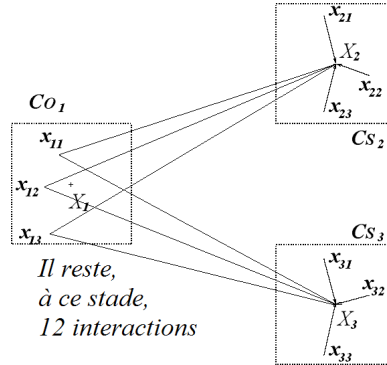 x21
X2
x22
x23
Cs2
Co1
x11
x12
X1
x13
Il reste,
à ce stade,
12 interactions
Cs3
x31
x32
X3
x33